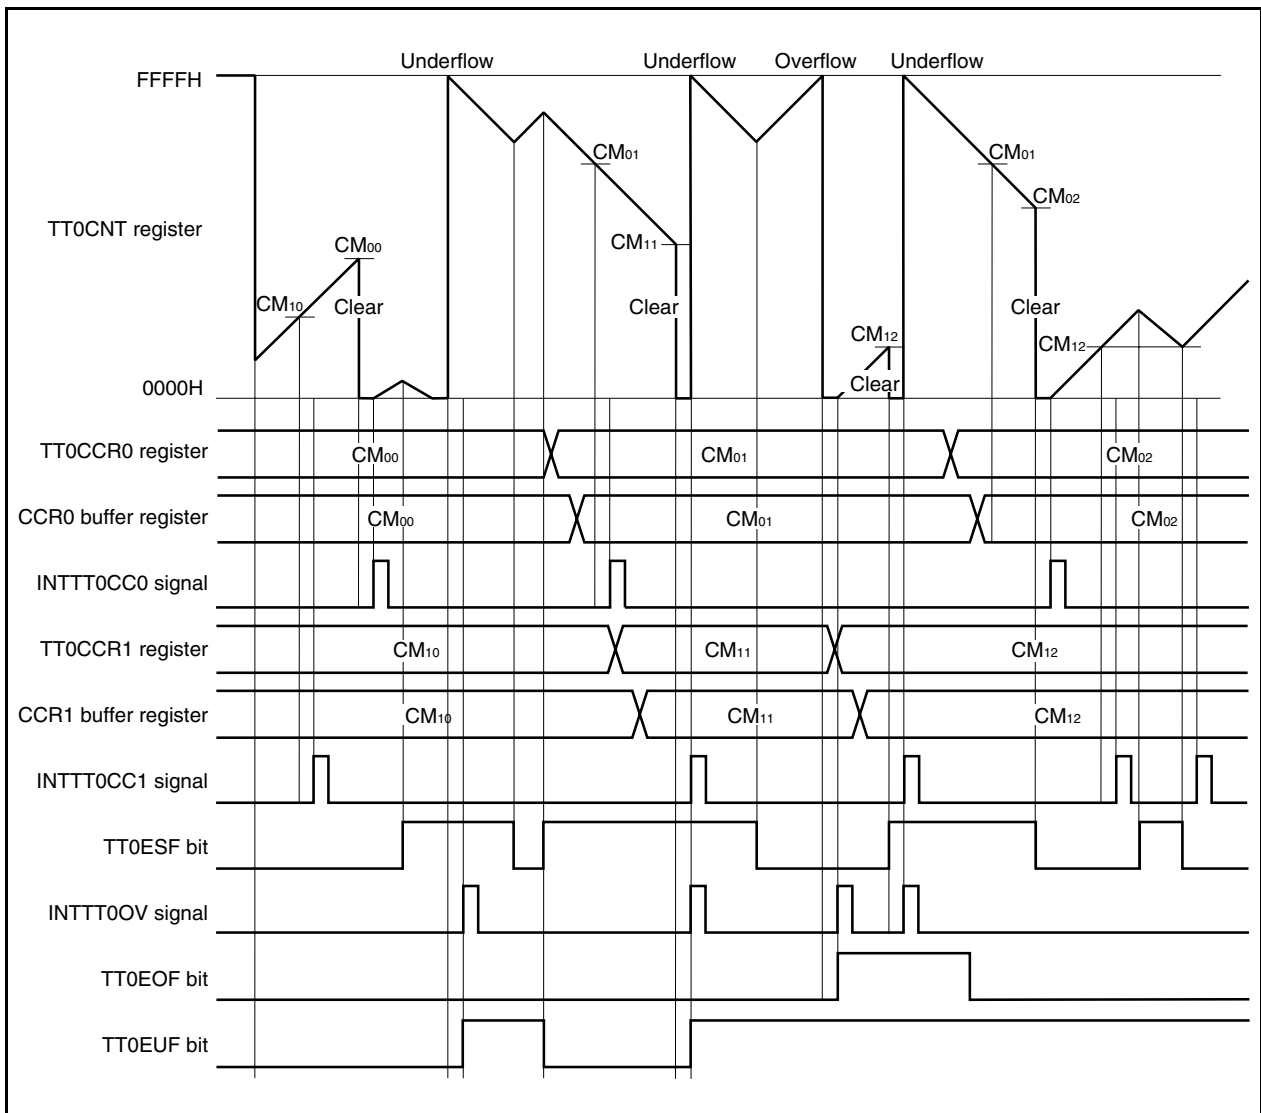 Underflow Underflow Overflow Underflow
FFFFH
CM01 CM01
CM02
TT0CNT register
CM00 CM11
CM10 Clear Clear Clear
CM12 CM12
Clear
0000H
TT0CCR0 register CM00 CM01 CM02
CCR0 buffer register CM00 CM01 CM02
INTTT0CC0 signal
TT0CCR1 register CM10 CM11 CM12
CCR1 buffer register CM10 CM11 CM12
INTTT0CC1 signal
TT0ESF bit
INTTT0OV signal
TT0EOF bit
TT0EUF bit